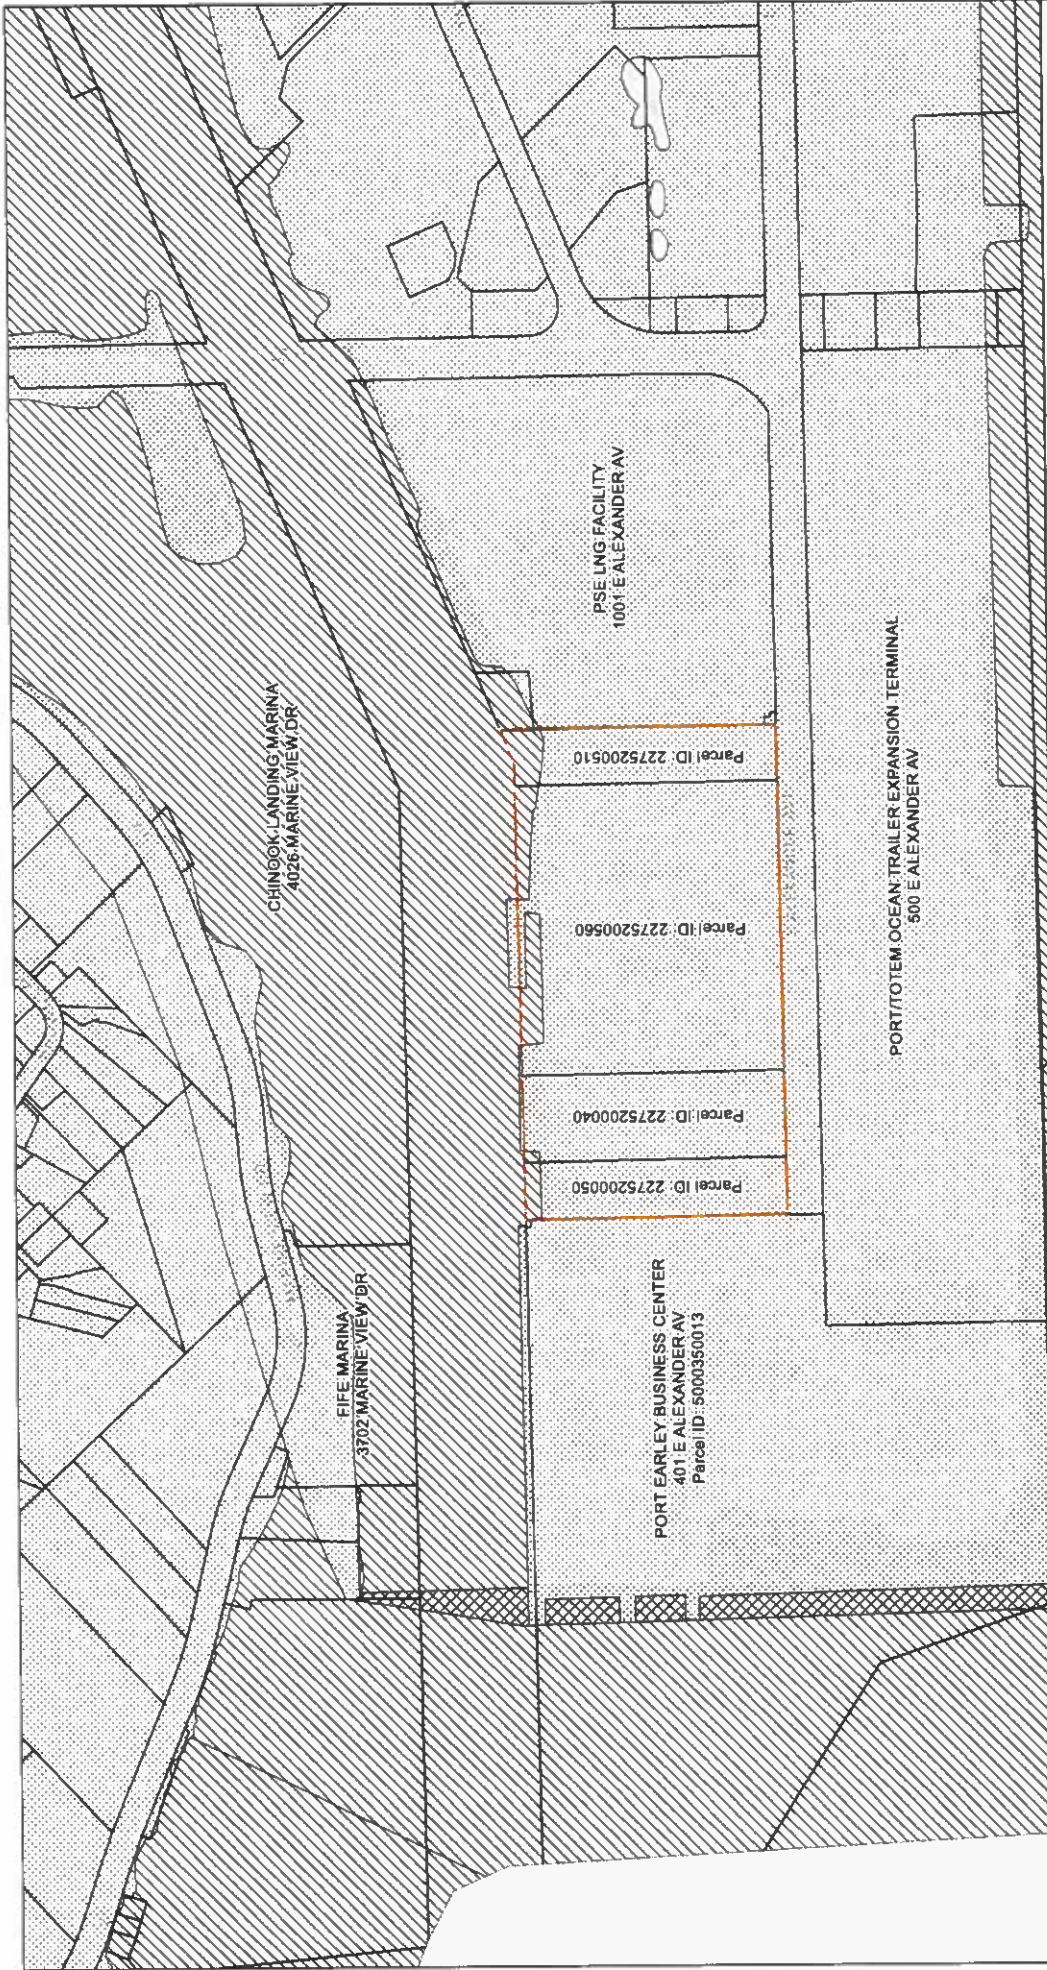 CHINOOK LANDING MARINA
4026 MARINE VIEW DR
FIFE MARINA
3702 MARINE VIEW DR
PSE LNG FACILITY
1001 E ALEXANDER AV
Parcel ID: 2275200510
Parcel ID: 2275200560
Parcel ID: 2275200040
Parcel ID: 2275200050
PORT EARLEY BUSINESS CENTER
401 E ALEXANDER AV
Parcel ID: 5000350013
PORT/TOTEM OCEAN TRAILER EXPANSION TERMINAL
500 E ALEXANDER AV